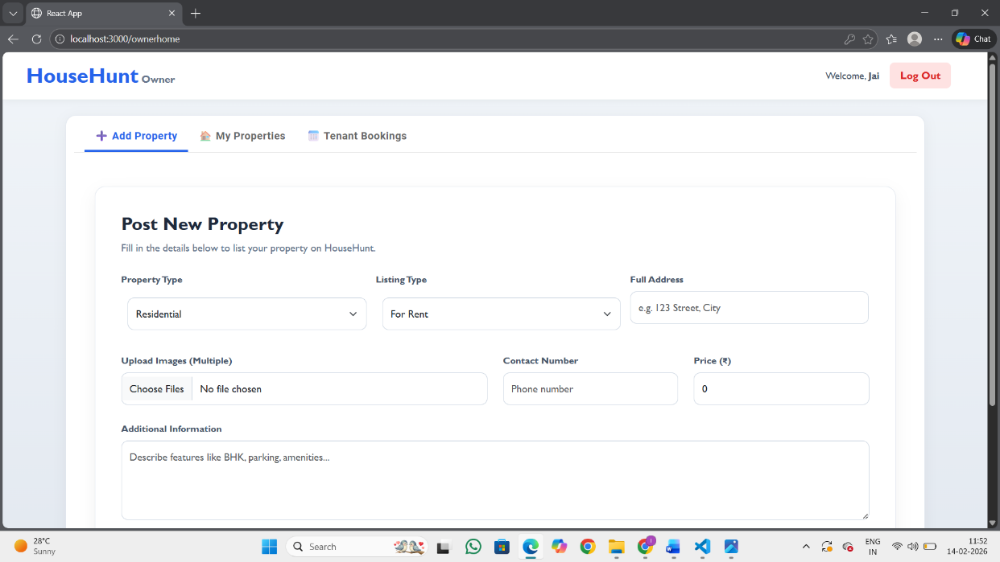 React App
localhost:3000/ownerhome
Chat
HouseHunt Owner
Welcome, Jai
Log Out
Add Property
My Properties
Tenant Bookings
Post New Property
Fill in the details below to list your property on HouseHunt.
Property Type
Listing Type
Full Address
Residential
For Rent
e.g. 123 Street, City
Upload Images (Multiple)
Contact Number
Price (₹)
Choose Files
No file chosen
Phone number
0
Additional Information
Describe features like BHK, parking, amenities...
28°C
Sunny
Search
1
ENG
IN
11:52
14-02-2026